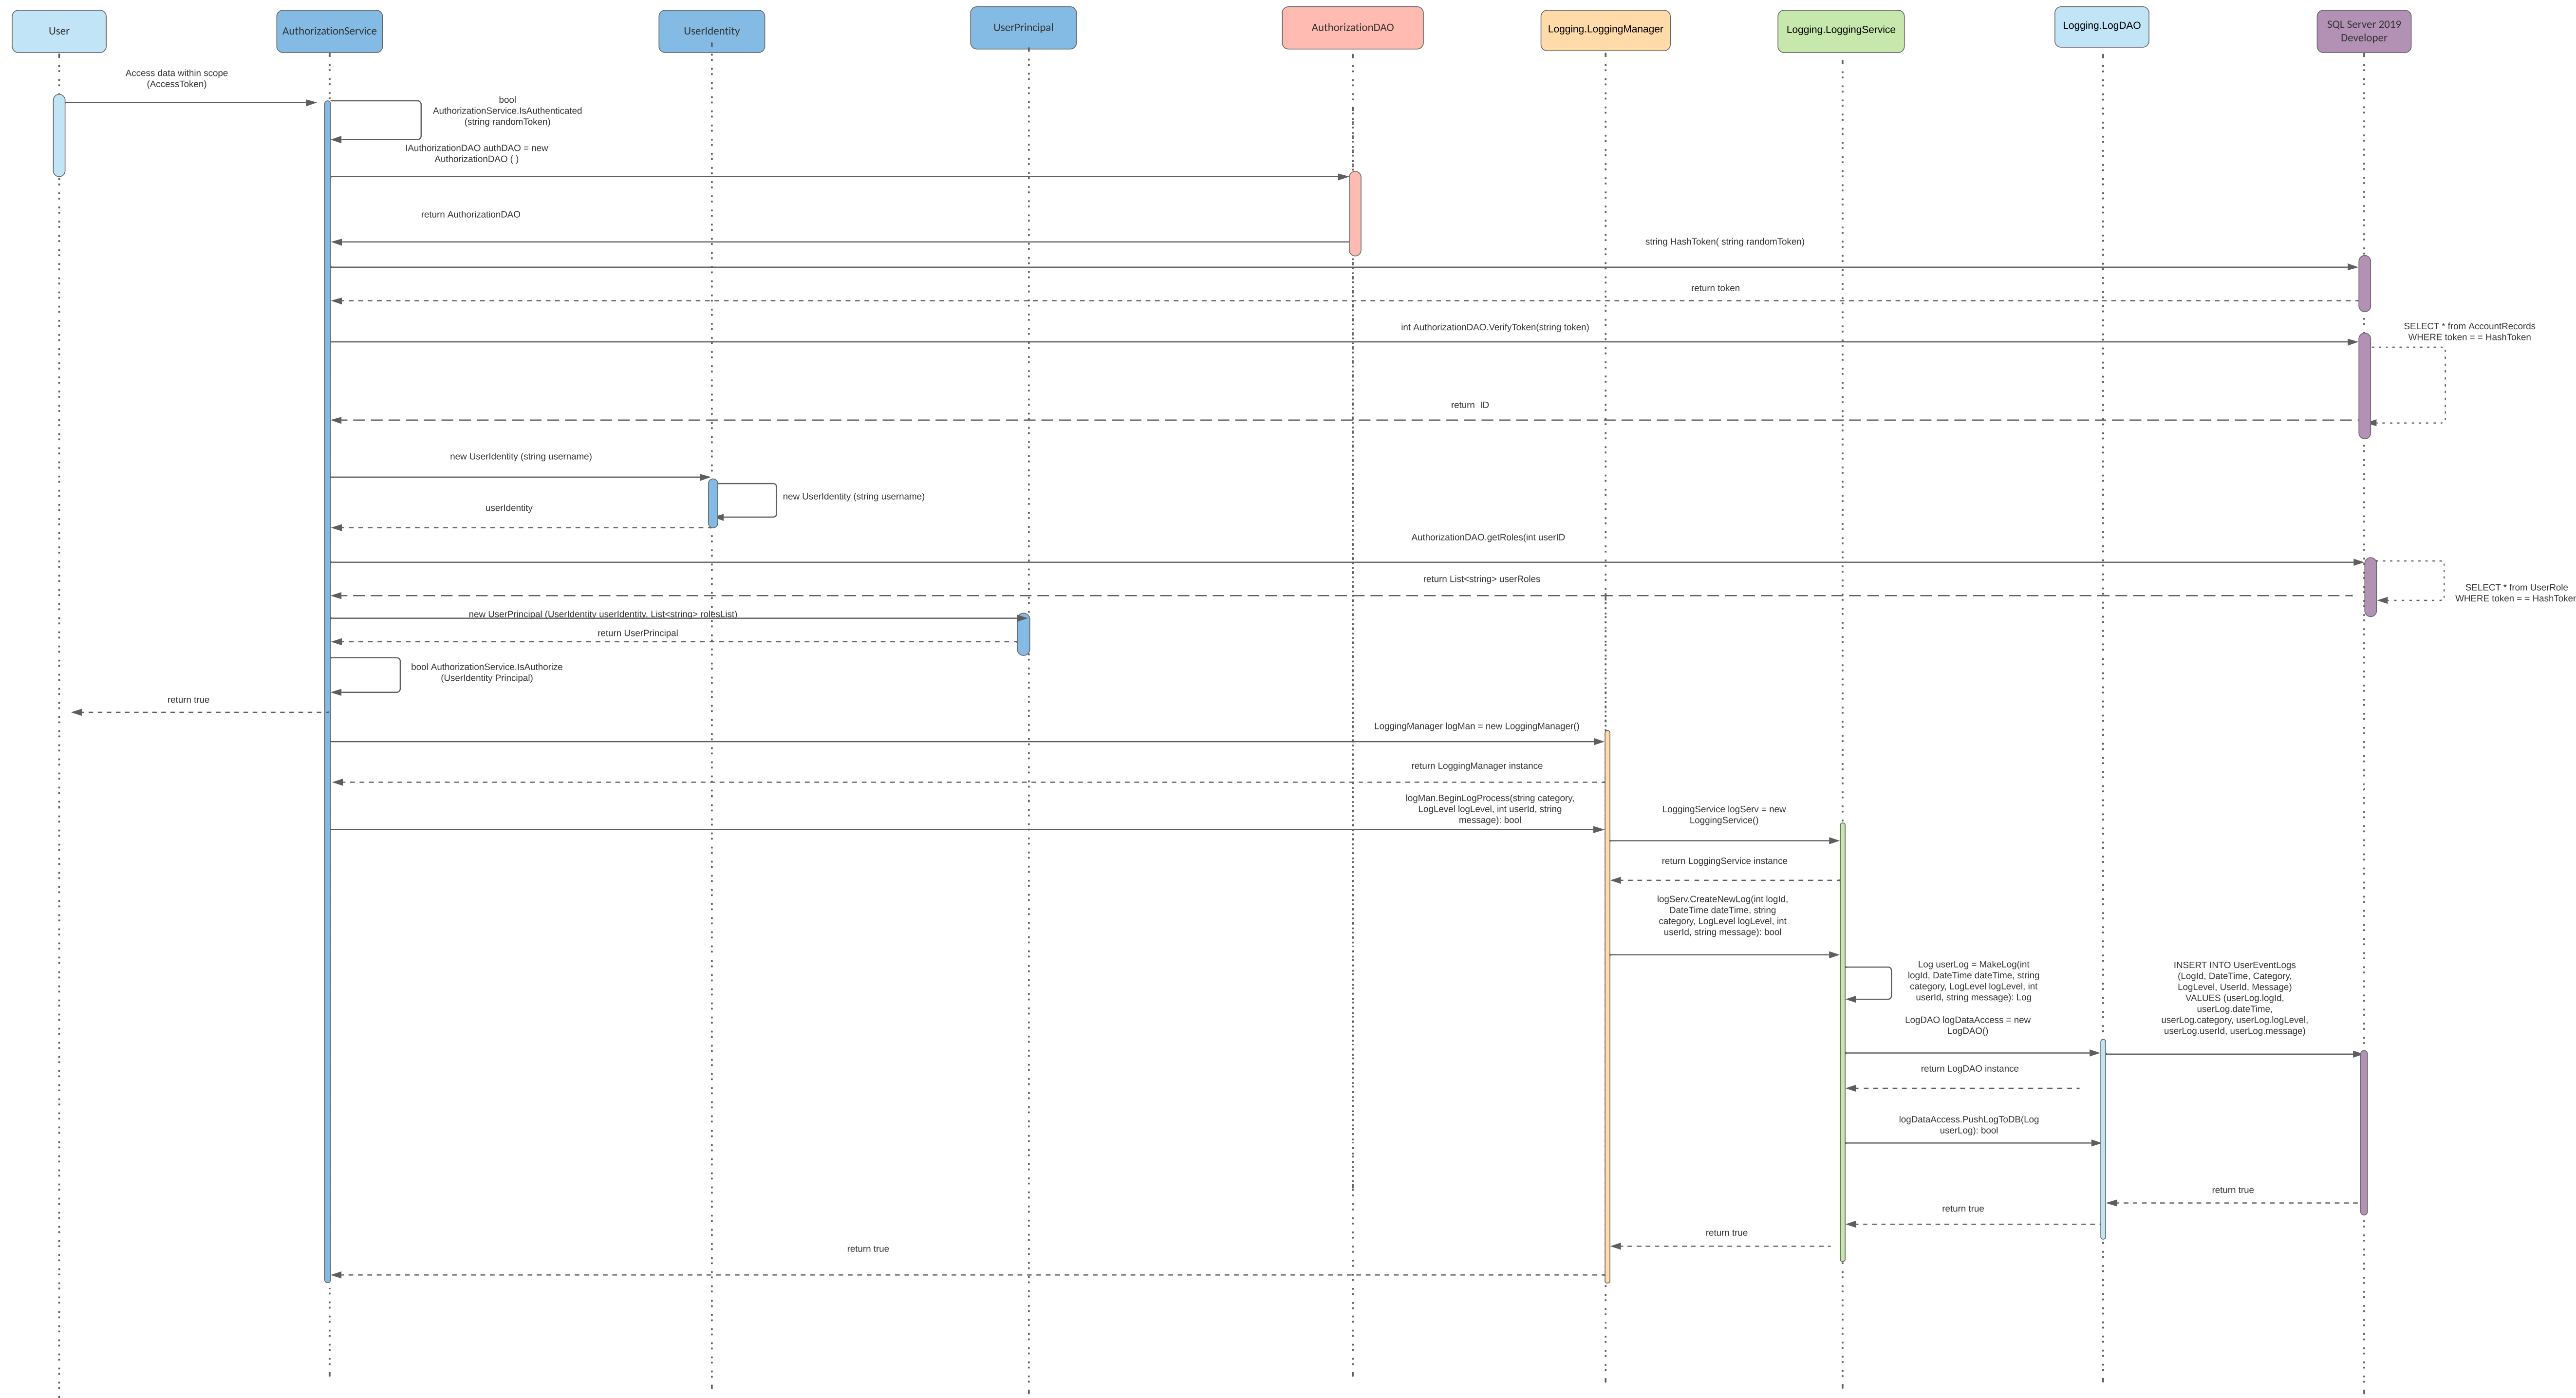 User
AuthorizationService
UserIdentity
UserPrincipal
AuthorizationDAO
Logging.LoggingManager
Logging.LoggingService
Logging.LogDAO
SQL Server 2019
Developer
Access data within scope
(AccessToken)
bool
AuthorizationService.IsAuthenticated
(string randomToken)
IAuthorizationDAO authDAO = new
AuthorizationDAO ( )
return AuthorizationDAO
string HashToken( string randomToken)
return token
int AuthorizationDAO.VerifyToken(string token)
SELECT * from AccountRecords
WHERE token = = HashToken
return  ID
new UserIdentity (string username)
new UserIdentity (string username)
userIdentity
AuthorizationDAO.getRoles(int userID
return List<string> userRoles
SELECT * from UserRole
WHERE token = = HashToken
new UserPrincipal (UserIdentity userIdentity, List<string> rolesList)
return UserPrincipal
bool AuthorizationService.IsAuthorize
(UserIdentity Principal)
return true
LoggingManager logMan = new LoggingManager()
return LoggingManager instance
logMan.BeginLogProcess(string category,
LogLevel logLevel, int userId, string
message): bool
LoggingService logServ = new
LoggingService()
return LoggingService instance
logServ.CreateNewLog(int logId,
DateTime dateTime, string
category, LogLevel logLevel, int
userId, string message): bool
Log userLog = MakeLog(int
logId, DateTime dateTime, string
category, LogLevel logLevel, int
userId, string message): Log
LogDAO logDataAccess = new
LogDAO()
INSERT INTO UserEventLogs
(LogId, DateTime, Category,
LogLevel, UserId, Message)
VALUES (userLog.logId,
userLog.dateTime,
userLog.category, userLog.logLevel,
userLog.userId, userLog.message)
return LogDAO instance
logDataAccess.PushLogToDB(Log
userLog): bool
return true
return true
return true
return true